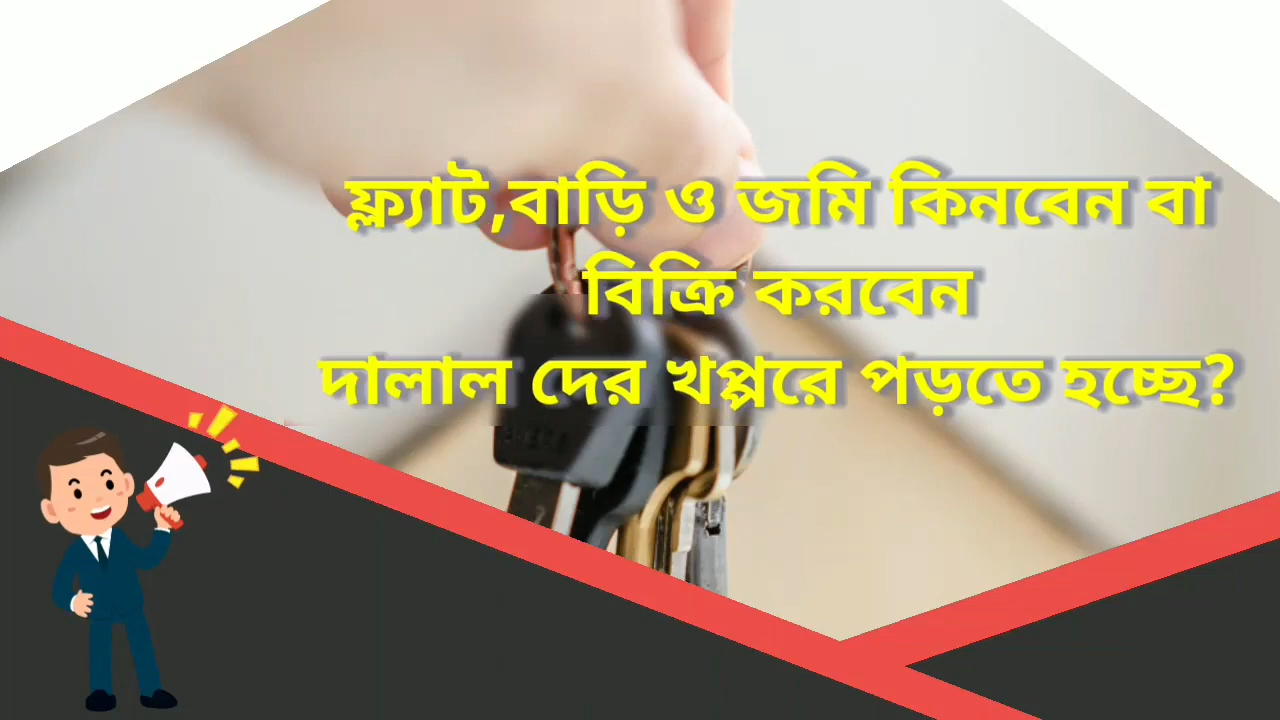 ফ্ল্যাট,বাড়ি ও জমি কিনবেন বা
বিক্রি করবেন
দালাল দের খপ্পরে পড়তে হচ্ছে?